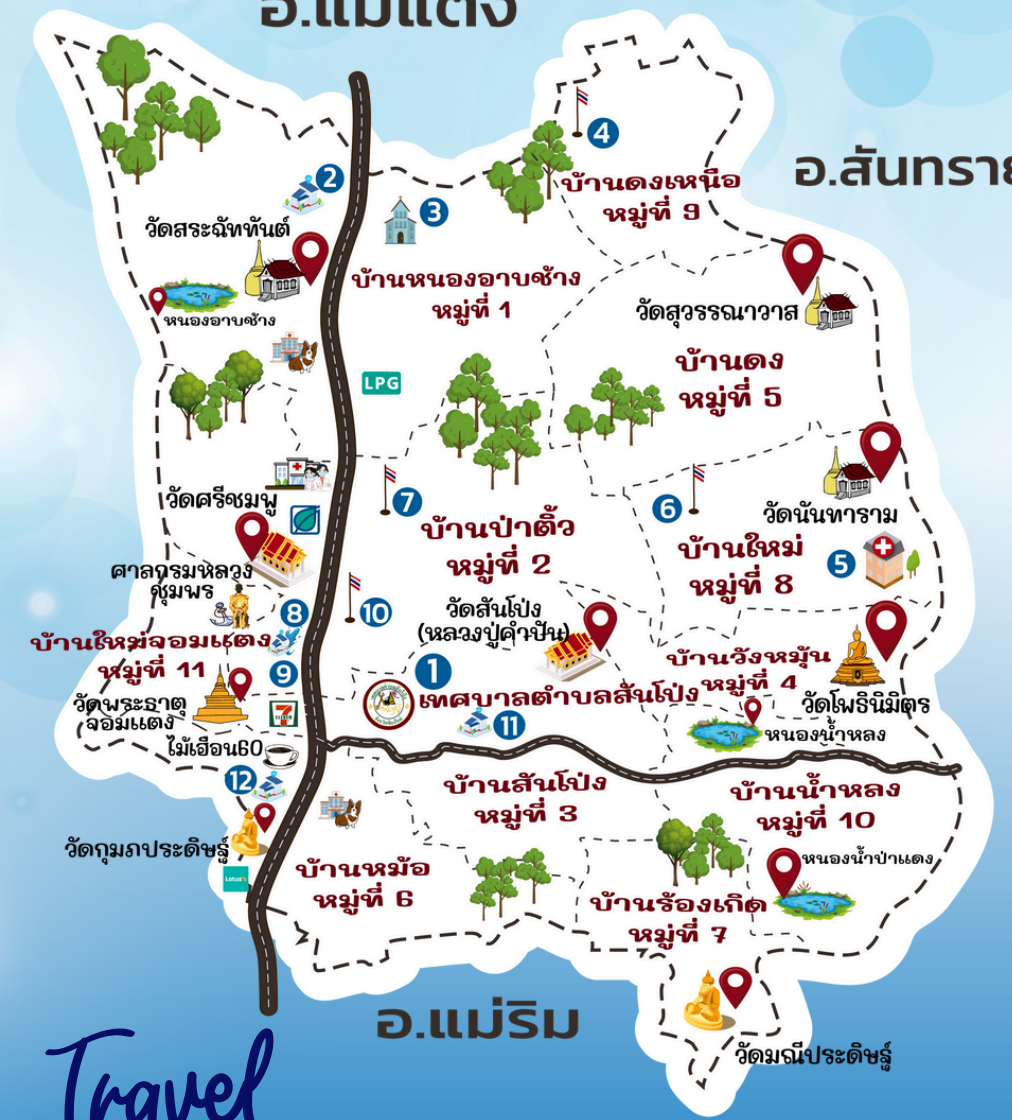 อ.แม่แตง
4
2
บ้านดงเหนือ
หมู่ที่ 9
อ.สันทราย
3
วัดสระฉัททันต์
บ้านหนองอาบช้าง
หมู่ที่ 1
หนองอาบช้าง
วัดสุวรรณาวาส
บ้านดง
หมู่ที่ 5
LPG
วัดศรีชมพู
7
6
วัดนันทาราม
บ้านป่าติ้ว
หมู่ที่ 2
บ้านใหม่
หมู่ที่ 8
5
ศาลกรมหลวง
ชุมพร
8
10
วัดสันโป่ง
(หลวงปู่คำปัน)
บ้านใหม่จอมแตง
หมู่ที่ 11
9
1
เทศบาลตำบลสันโป่ง
บ้านวังหมุ้น
หมู่ที่ 4
วัดพระธาตุ
จอมแตง
7
ELEVEN
11
วัดโพธินิมิตร
หนองน้ำหลง
ไม้เฮือน60
12
บ้านสันโป่ง
หมู่ที่ 3
บ้านน้ำหลง
หมู่ที่ 10
วัดกุมภประดิษฐ์
Lotus's
บ้านหม้อ
หมู่ที่ 6
หนองน้ำป่าแดง
บ้านร้องเกิด
หมู่ที่ 7
อ.แม่ริม
วัดมณีประดิษฐ์
Travel